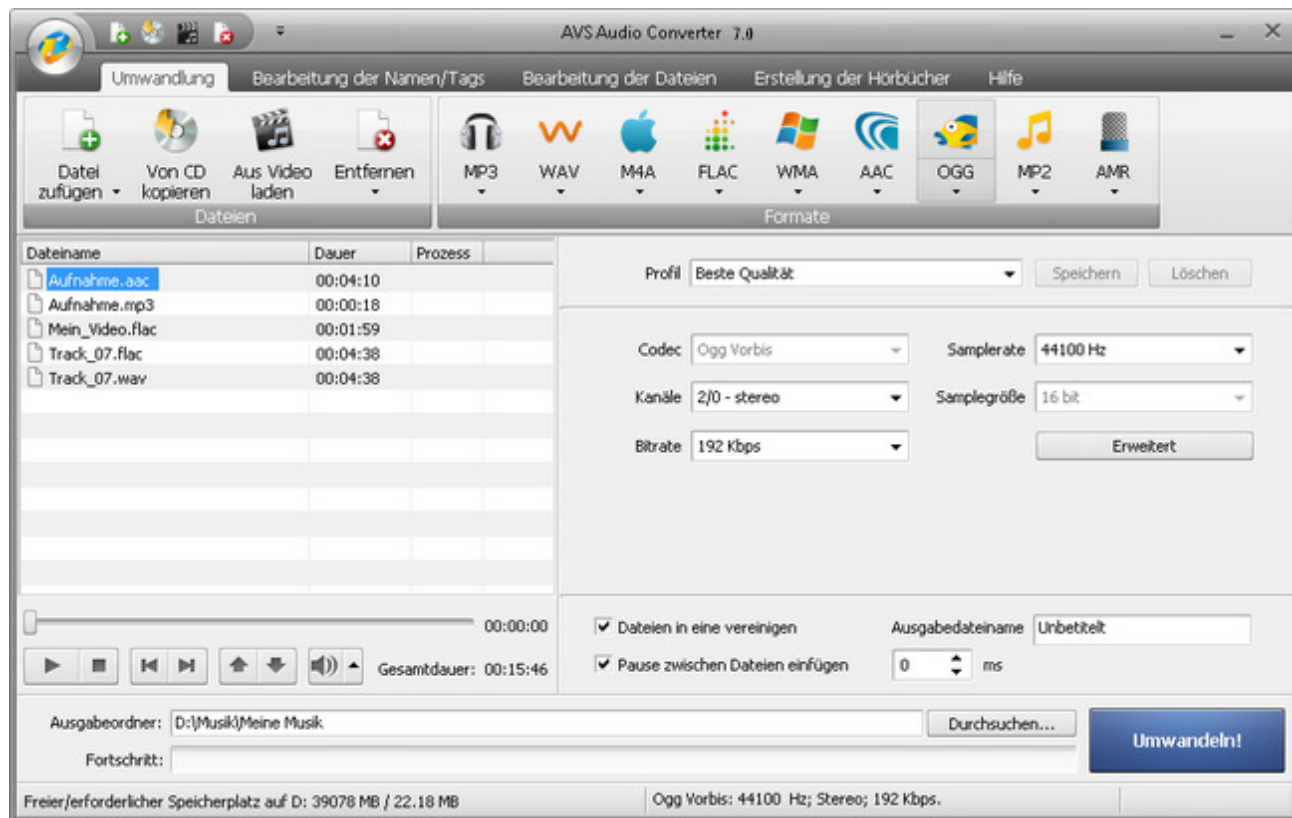 AVS Audio Converter 7.0
Umwandlung Bearbeitung der Namen/Tags Bearbeitung der Dateien Erstellung der Hörbücher Hilfe
Datei zufügen
Von CD kopieren
Aus Video laden
Entfernen
Dateien
MP3 WAV M4A FLAC WMA AAC OGG MP2 AMR
Formate
Dateiname Dauer Prozess
Aufnahme.aac 00:04:10
Aufnahme.mp3 00:00:18
Mein_Video.flac 00:01:59
Track_07.flac 00:04:38
Track_07.wav 00:04:38
Profil Beste Qualität Speichern Löschen
Codec Ogg Vorbis Samplerate 44100 Hz
Kanäle 2/0 - stereo Samplegröße 16 bit
Bitrate 192 Kbps Erweitert
00:00:00
Gesamtdauer: 00:15:46
Dateien in eine vereinigen Ausgabedateiname Unbetitelt
Pause zwischen Dateien einfügen 0 ms
Ausgabeordner: D:\Musik\Meine Musik Durchsuchen...
Fortschritt:
Umwandeln!
Freier/erforderlicher Speicherplatz auf D: 39078 MB / 22.18 MB
Ogg Vorbis: 44100 Hz; Stereo; 192 Kbps.